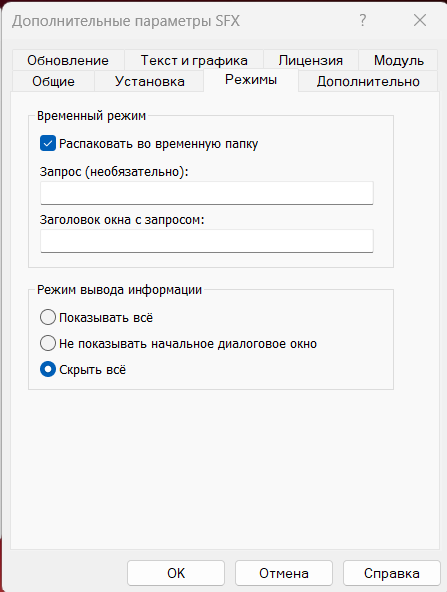 Дополнительные параметры SFX
?
Обновление Текст и графика Лицензия Модуль
Общие Установка Режимы Дополнительно
Временный режим
Распаковать во временную папку
Запрос (необязательно):
Заголовок окна с запросом:
Режим вывода информации
Показывать всё
Не показывать начальное диалоговое окно
Скрыть всё
OK Отмена Справка